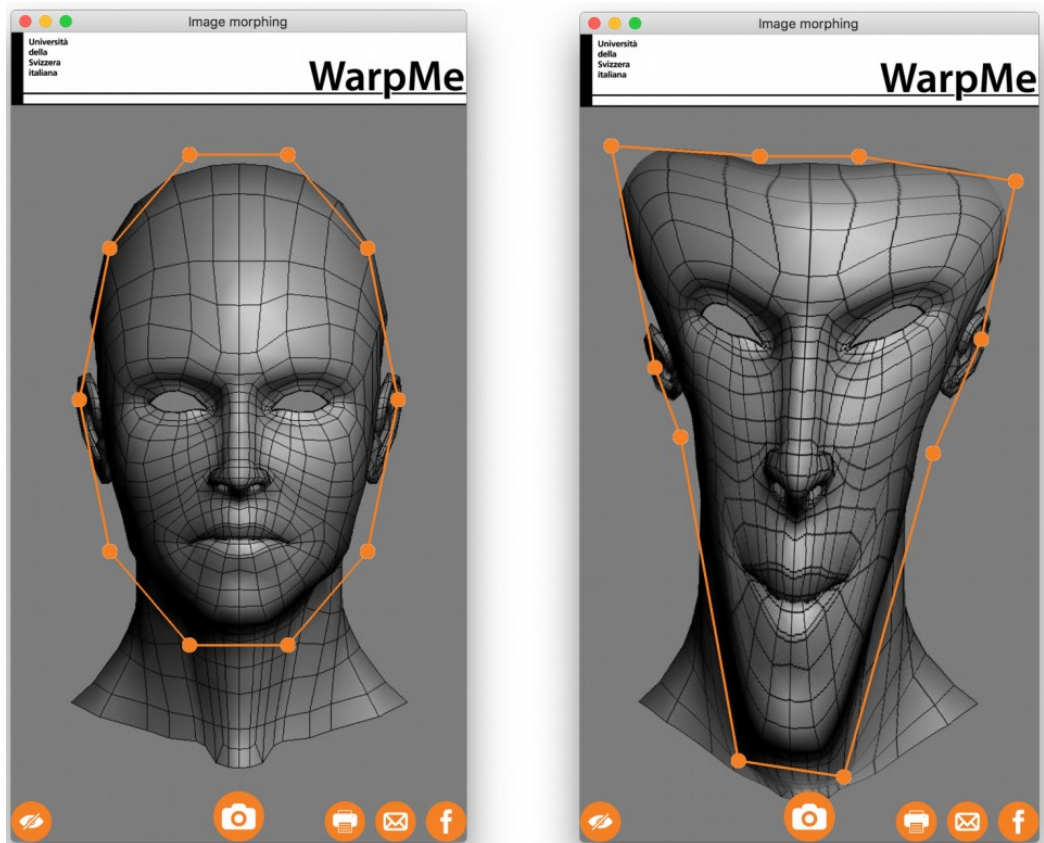 Image morphing
Università
della
Svizzera
italiana
WarpMe
f
Image morphing
Università
della
Svizzera
italiana
WarpMe
f